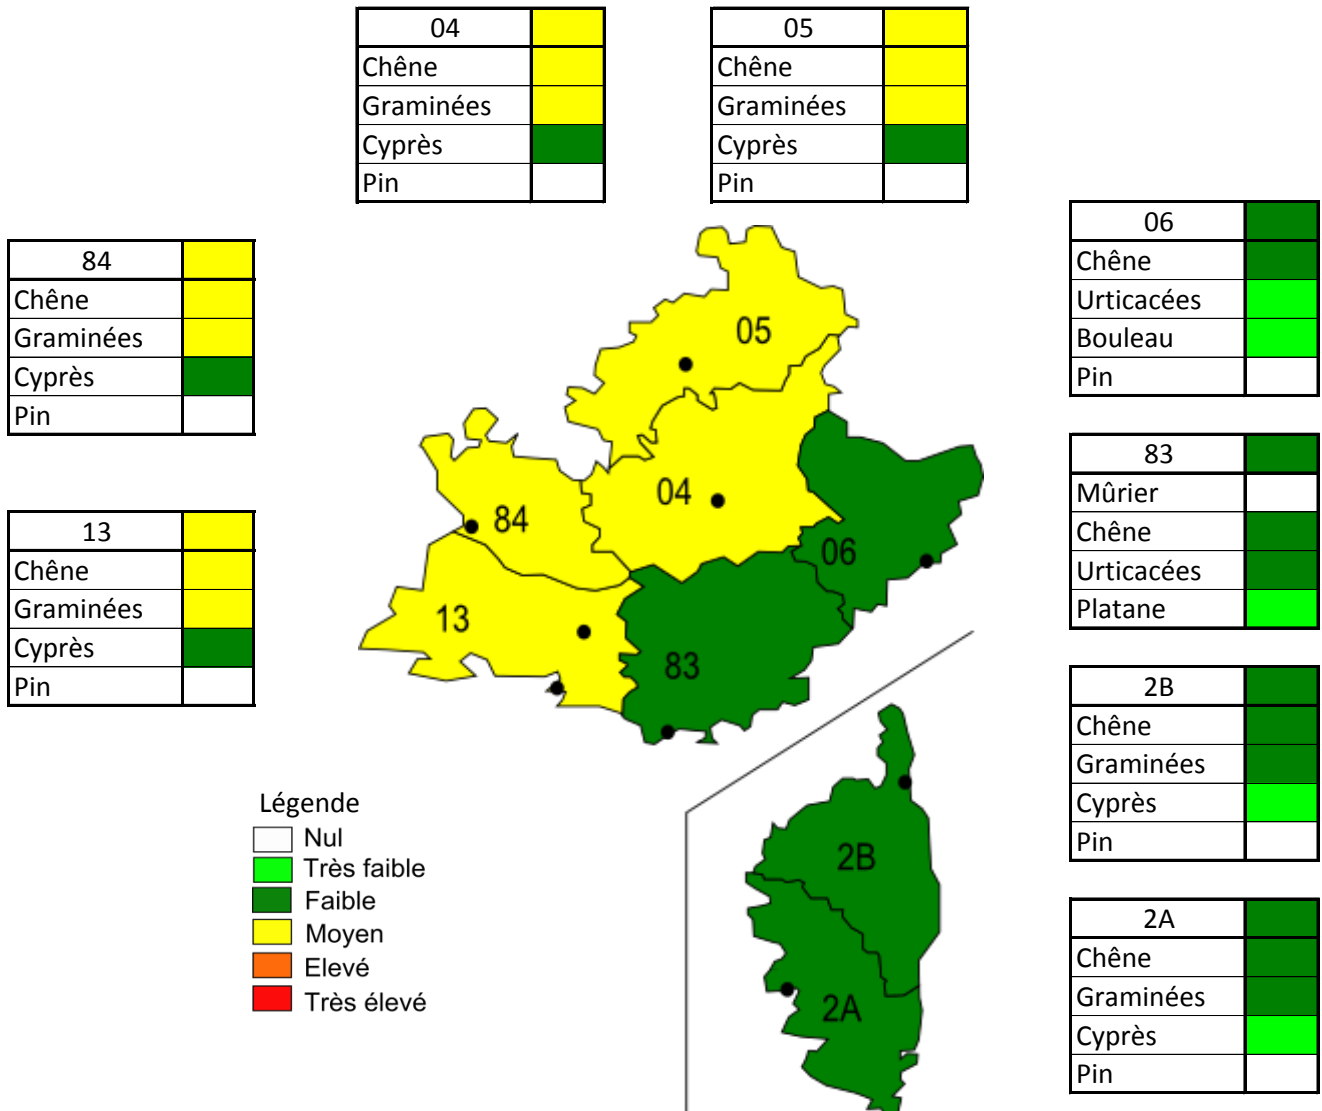 04
Chêne
Graminées
Cyprès
Pin
05
Chêne
Graminées
Cyprès
Pin
84
Chêne
Graminées
Cyprès
Pin
13
Chêne
Graminées
Cyprès
Pin
05
04
84
06
13
83
2B
2A
06
Chêne
Urticacées
Bouleau
Pin
83
Mûrier
Chêne
Urticacées
Platane
2B
Chêne
Graminées
Cyprès
Pin
2A
Chêne
Graminées
Cyprès
Pin
Légende
Nul
Très faible
Faible
Moyen
Elevé
Très élevé